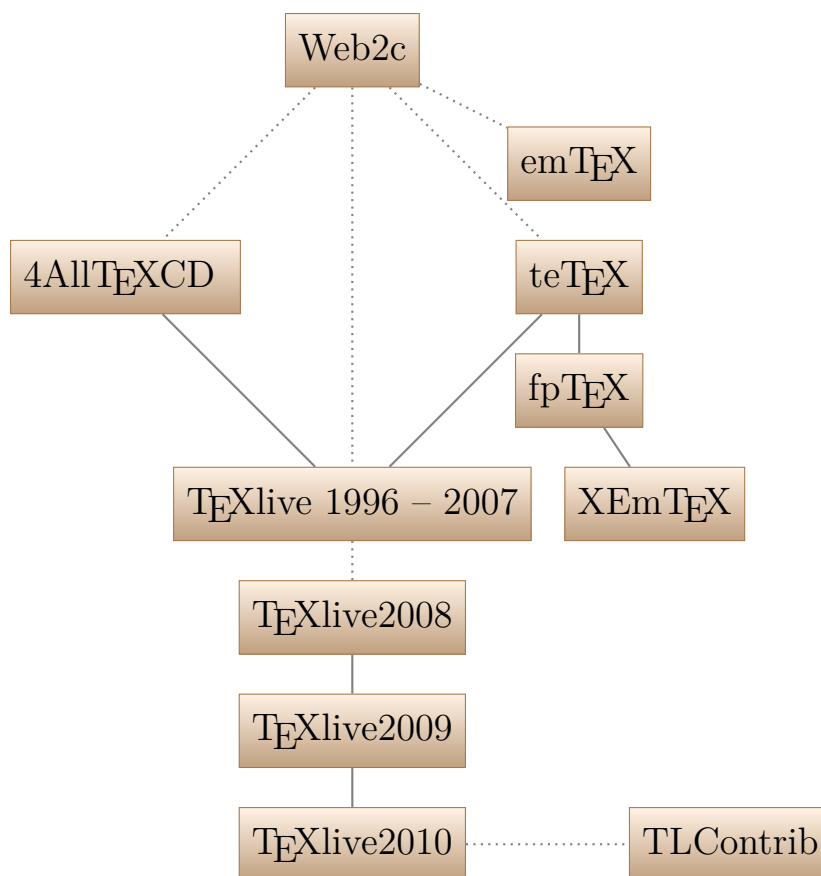 Web2c
emTEX
4AllTEXCD
teTEX
fpTEX
TEXlive 1996 – 2007
XEmTEX
TEXlive2008
TEXlive2009
TEXlive2010
TLContrib